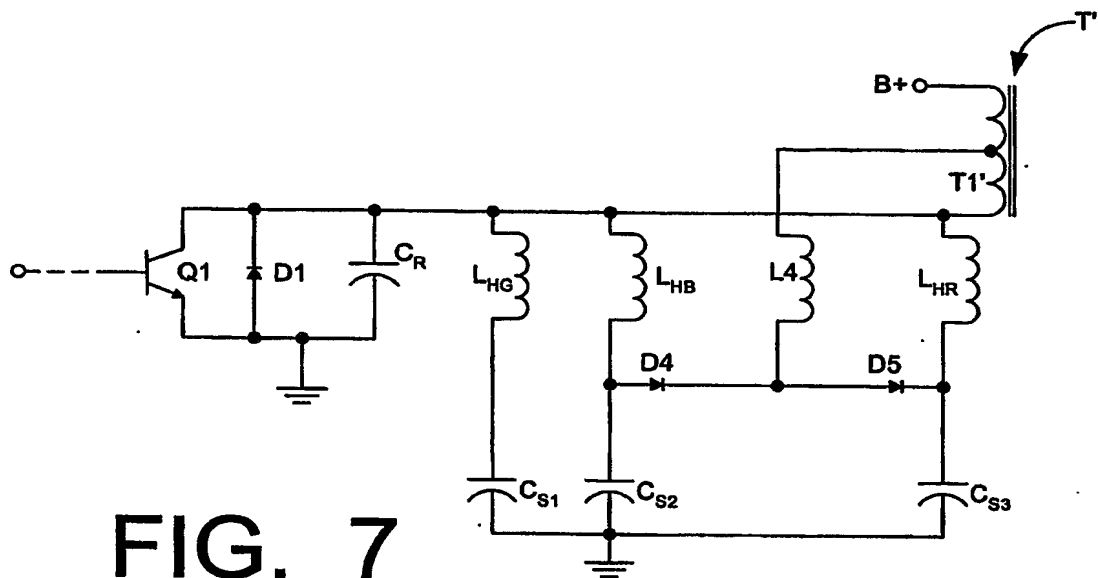 T'
B+
T1'
Q1
D1
C_R
L_HG
L_HB
L4
L_HR
D4
D5
C_S1
C_S2
C_S3
FIG. 7